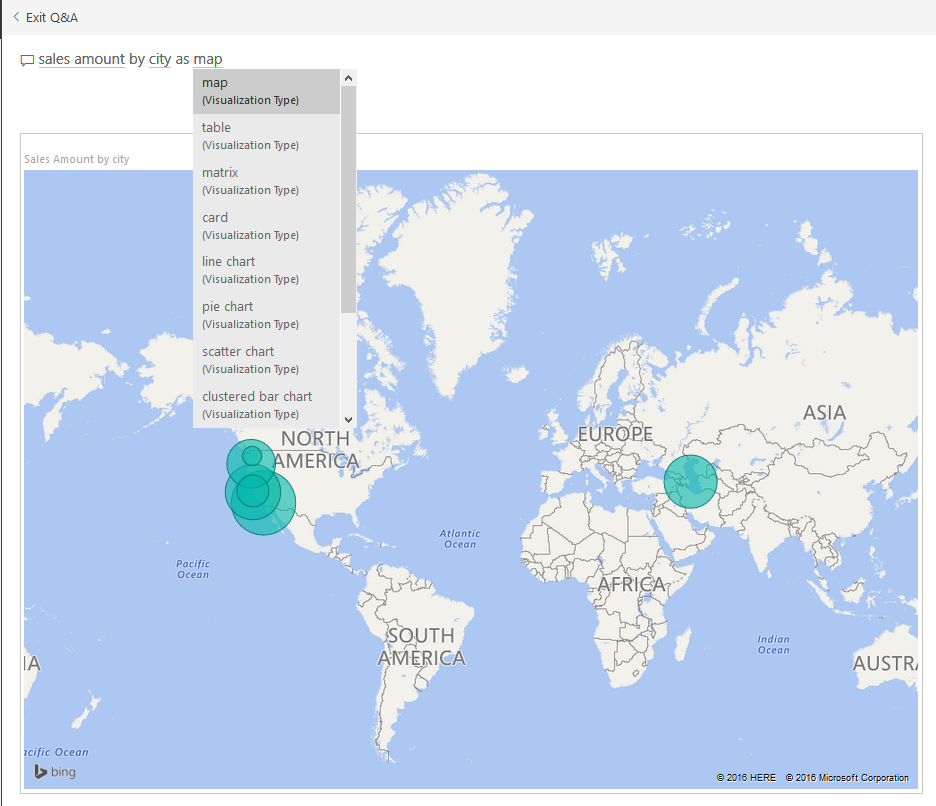 Exit Q&A
sales amount by city as map
map
(Visualization Type)
table
(Visualization Type)
matrix
(Visualization Type)
card
(Visualization Type)
line chart
(Visualization Type)
pie chart
(Visualization Type)
scatter chart
(Visualization Type)
clustered bar chart
(Visualization Type)
Sales Amount by city
ASIA
EUROPE
NORTH
AMERICA
Atlantic
Ocean
Pacific
Ocean
AFRICA
SOUTH
AMERICA
Indian
Ocean
IA
AUSTRA
acific Ocean
bing
© 2016 HERE © 2016 Microsoft Corporation